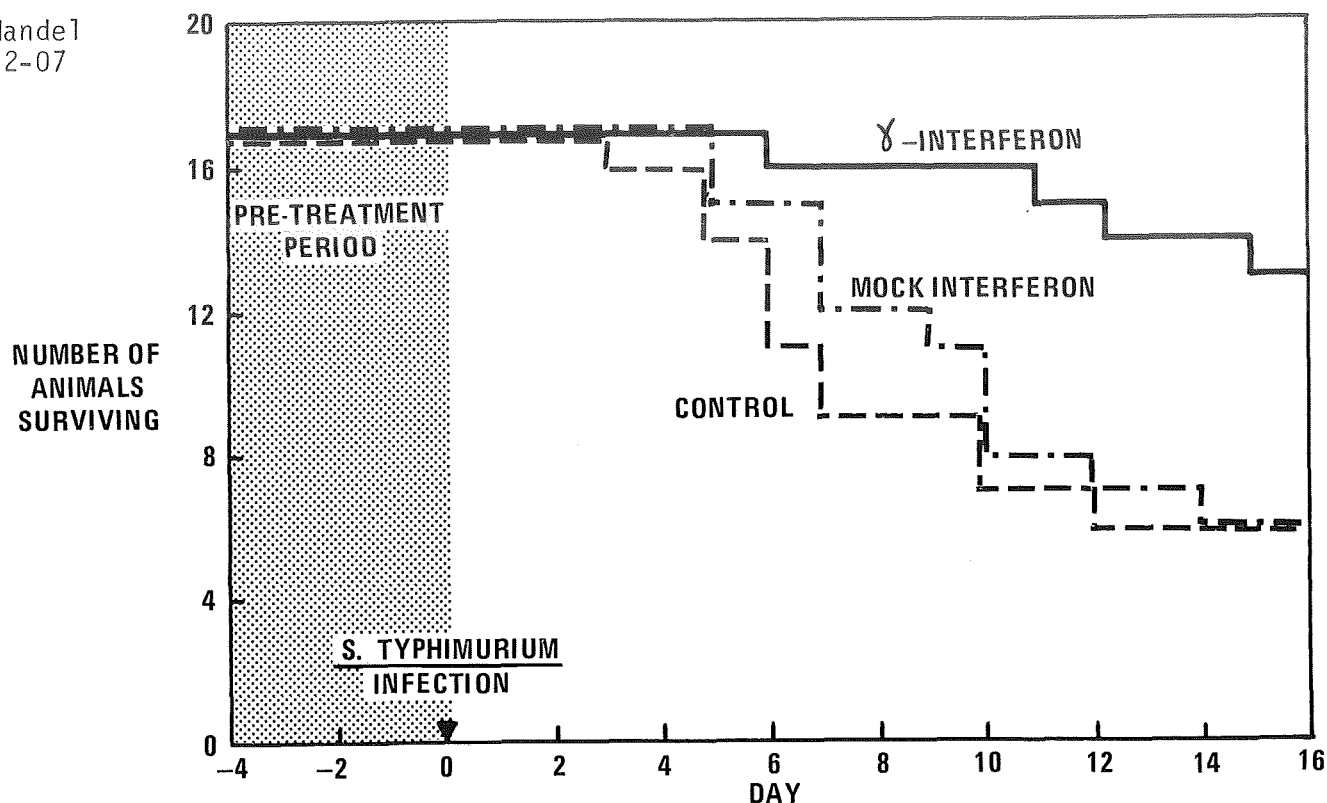 2-07
20
16
12
8
4
0
NUMBER OF
ANIMALS
SURVIVING
PRE-TREATMENT
PERIOD
γ-INTERFERON
MOCK INTERFERON
CONTROL
S. TYPHIMURIUM
INFECTION
-4 -2 0 2 4 6 8 10 12 14 16
DAY